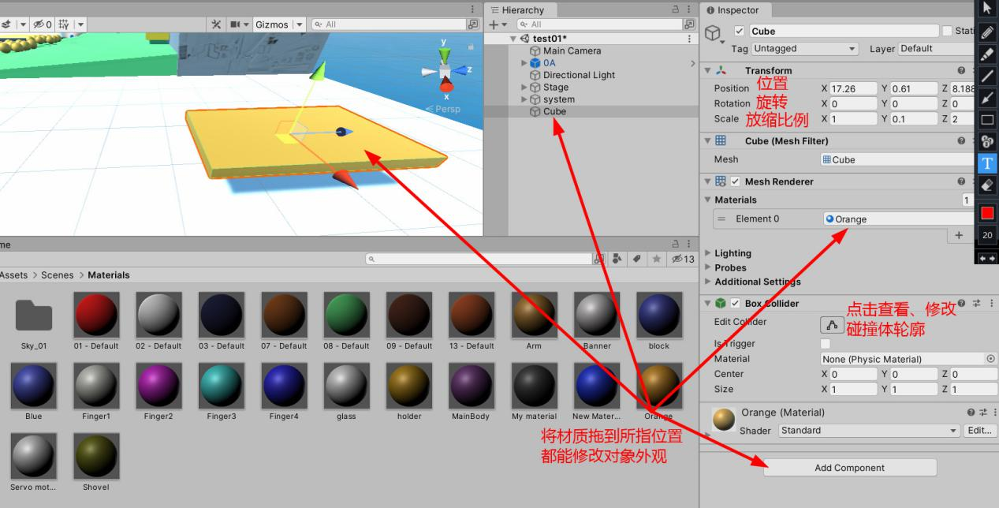 0
Gizmos
All
y
z
x
Persp
Hierarchy
All
test01*
Main Camera
0A
Directional Light
Stage
system
Cube
Inspector
Cube
Stati
Tag Untagged Layer Default
Transform
Position 位置 X 17.26 Y 0.61 Z 8.188
Rotation 旋转 X 0 Y 0 Z 0
Scale 放缩比例 X 1 Y 0.1 Z 2
Cube (Mesh Filter)
Mesh Cube
Mesh Renderer
Materials 1
Element 0 Orange
Lighting
Probes
Additional Settings
Box Collider
Edit Collider
点击查看、修改
碰撞体轮廓
Is Trigger
Material None (Physic Material)
Center X 0 Y 0 Z 0
Size X 1 Y 1 Z 1
Orange (Material)
Shader Standard Edit...
Add Component
T
20
me
13
Assets > Scenes > Materials
Sky_01 01 - Default 02 - Default 03 - Default 07 - Default 08 - Default 09 - Default 13 - Default Arm Banner block
Blue Finger1 Finger2 Finger3 Finger4 glass holder MainBody My material New Mater... Orange
将材质拖到所指位置
都能修改对象外观
Servo mot... Shovel